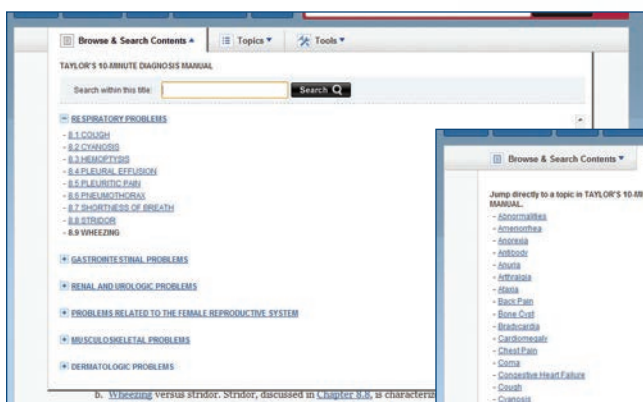 Browse & Search Contents ▲ Topics ▼ Tools ▼
TAYLOR'S 10-MINUTE DIAGNOSIS MANUAL
Search within this title: Search
RESPIRATORY PROBLEMS
- 8.1 COUGH
- 8.2 CYANOSIS
- 8.3 HEMOPTYSIS
- 8.4 PLEURAL EFFUSION
- 8.5 PLEURITIC PAIN
- 8.6 PNEUMOTHORAX
- 8.7 SHORTNESS OF BREATH
- 8.8 STRIDOR
- 8.9 WHEEZING
GASTROINTESTINAL PROBLEMS
RENAL AND UROLOGIC PROBLEMS
PROBLEMS RELATED TO THE FEMALE REPRODUCTIVE SYSTEM
MUSCULOSKELETAL PROBLEMS
DERMATOLOGIC PROBLEMS
b. Wheezing versus stridor. Stridor, discussed in Chapter 8.8, is characterized
Browse & Search Contents ▼
Jump directly to a topic in TAYLOR'S 10-MI
MANUAL.
- Abnormalities
- Amenorrhea
- Anorexia
- Antibody
- Anuria
- Arthralgia
- Ataxia
- Back Pain
- Bone Cyst
- Bradycardia
- Cardiomegaly
- Chest Pain
- Coma
- Congestive Heart Failure
- Cough
- Cyanosis